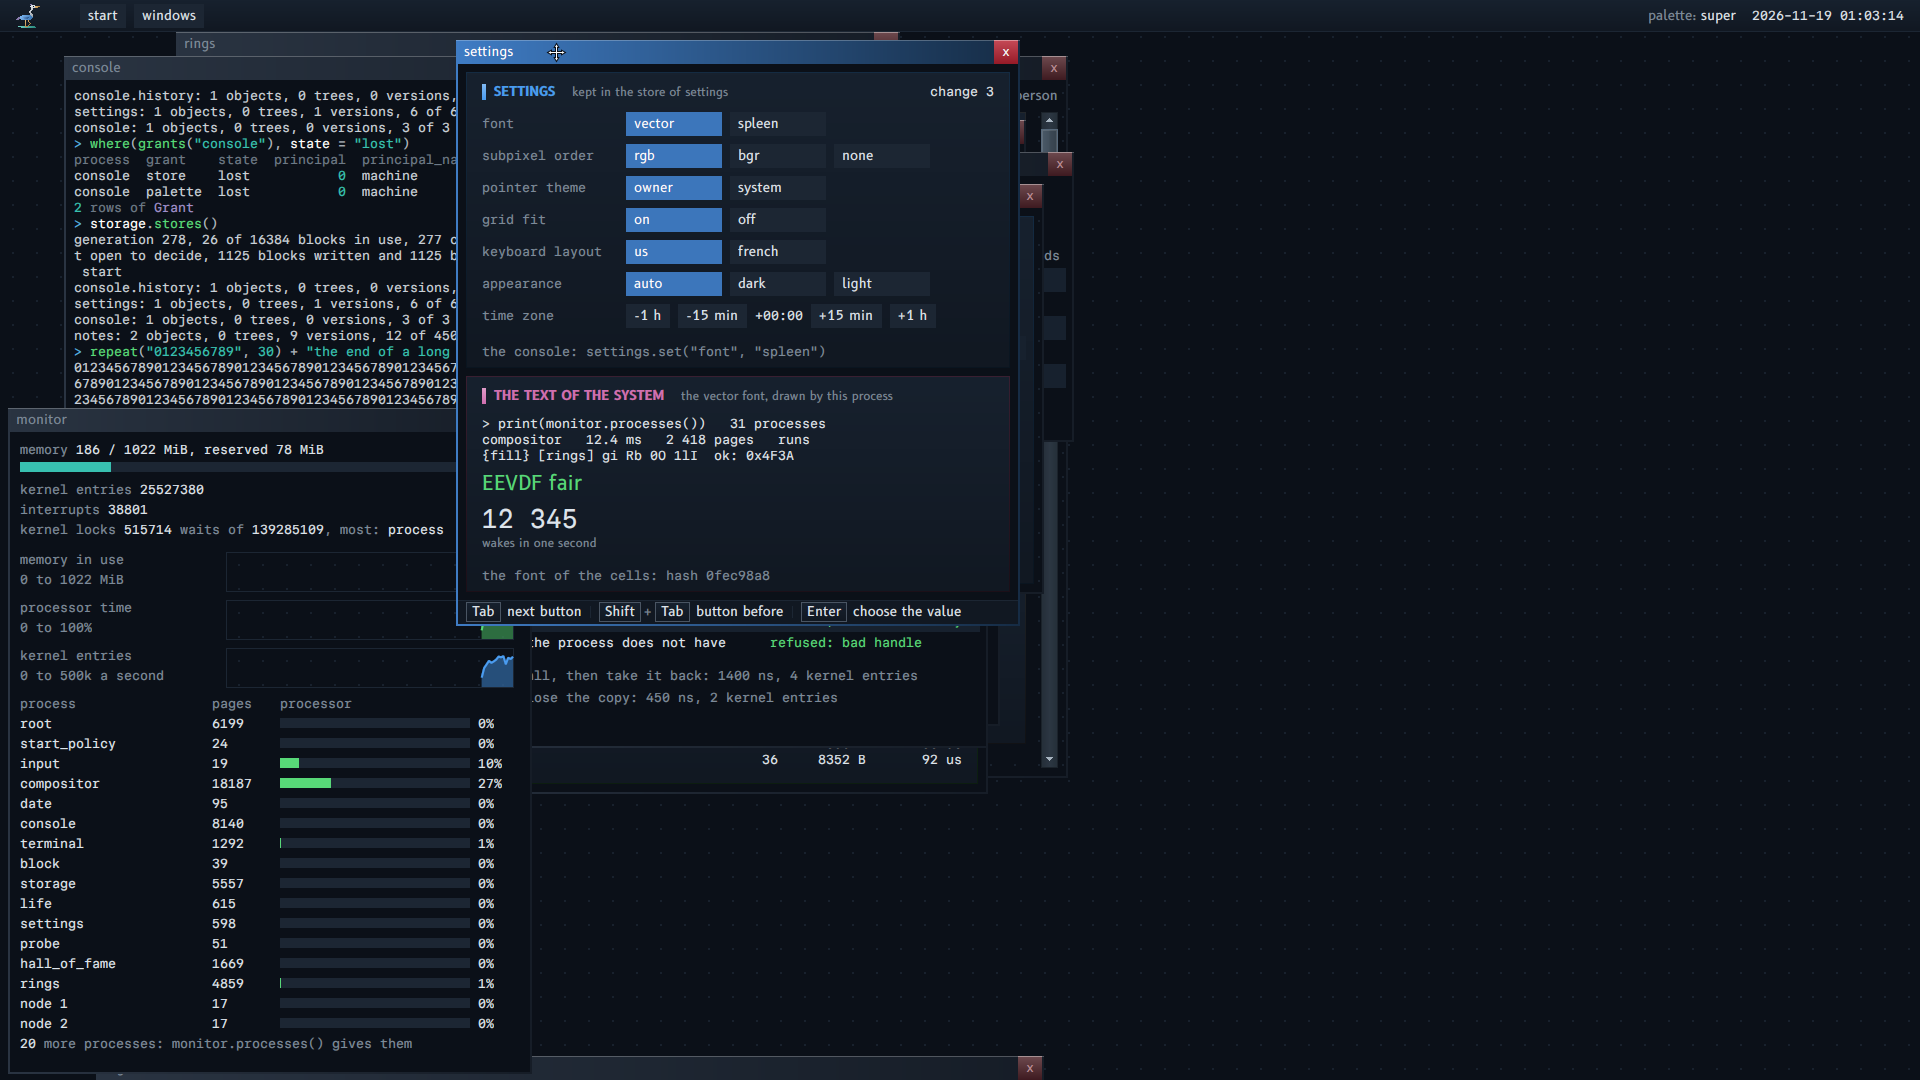 start windows palette: super 2026-11-19 01:03:14
rings
console
x
console.history: 1 objects, 0 trees, 0 versions,
settings: 1 objects, 0 trees, 1 versions, 6 of 6
console: 1 objects, 0 trees, 0 versions, 3 of 3
> where(grants("console"), state = "lost")
process grant state principal principal_na
console store lost 0 machine
console palette lost 0 machine
2 rows of Grant
> storage.stores()
generation 278, 26 of 16384 blocks in use, 277 c
t open to decide, 1125 blocks written and 1125 b
start
console.history: 1 objects, 0 trees, 0 versions,
settings: 1 objects, 0 trees, 1 versions, 6 of 6
console: 1 objects, 0 trees, 0 versions, 3 of 3
notes: 2 objects, 0 trees, 9 versions, 12 of 450
> repeat("0123456789", 30) + "the end of a long
012345678901234567890123456789012345678901234567
678901234567890123456789012345678901234567890123
234567890123456789012345678901234567890123456789
settings
x
SETTINGS kept in the store of settings change 3
font vector spleen
subpixel order rgb bgr none
pointer theme owner system
grid fit on off
keyboard layout us french
appearance auto dark light
time zone -1 h -15 min +00:00 +15 min +1 h
the console: settings.set("font", "spleen")
THE TEXT OF THE SYSTEM the vector font, drawn by this process
> print(monitor.processes()) 31 processes
compositor 12.4 ms 2 418 pages runs
{fill} [rings] gi Rb 0O 1lI ok: 0x4F3A
EEVDF fair
12 345
wakes in one second
the font of the cells: hash 0fec98a8
Tab next button Shift + Tab button before Enter choose the value
erson
x
x
ds
the process does not have refused: bad handle
all, then take it back: 1400 ns, 4 kernel entries
lose the copy: 450 ns, 2 kernel entries
36 8352 B 92 us
monitor
memory 186 / 1022 MiB, reserved 78 MiB
kernel entries 25527380
interrupts 38801
kernel locks 515714 waits of 139285109, most: process
memory in use
0 to 1022 MiB
processor time
0 to 100%
kernel entries
0 to 500k a second
process pages processor
root 6199 0%
start_policy 24 0%
input 19 10%
compositor 18187 27%
date 95 0%
console 8140 0%
terminal 1292 1%
block 39 0%
storage 5557 0%
life 615 0%
settings 598 0%
probe 51 0%
hall_of_fame 1669 0%
rings 4859 1%
node 1 17 0%
node 2 17 0%
20 more processes: monitor.processes() gives them
x